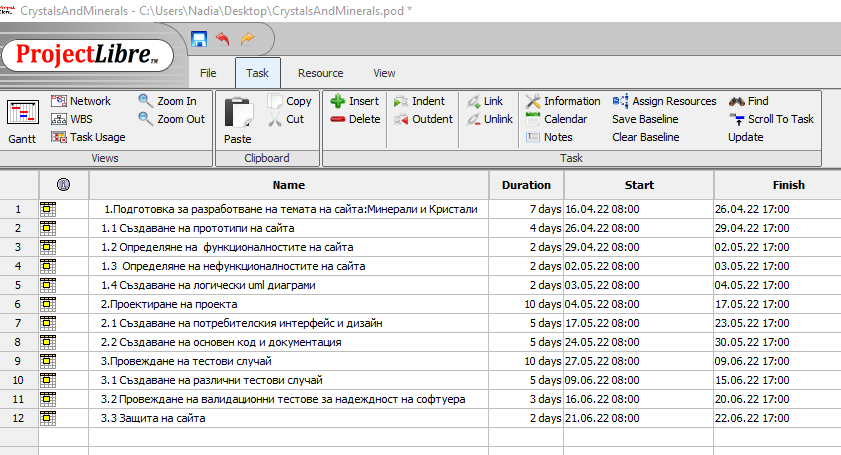 CrystalsAndMinerals - C:\Users\Nadia\Desktop\CrystalsAndMinerals.pod *
ProjectLibre™
File Task Resource View
Gantt
Network
WBS
Task Usage
Zoom In
Zoom Out
Views
Paste
Copy
Cut
Clipboard
Insert
Delete
Indent
Outdent
Link
Unlink
Information
Calendar
Notes
Assign Resources
Save Baseline
Clear Baseline
Find
Scroll To Task
Update
Task
Name Duration Start Finish
1 1.Подготовка за разработване на темата на сайта:Минерали и Кристали 7 days 16.04.22 08:00 26.04.22 17:00
2 1.1 Създаване на прототипи на сайта 4 days 26.04.22 08:00 29.04.22 17:00
3 1.2 Определяне на функционалностите на сайта 2 days 29.04.22 08:00 02.05.22 17:00
4 1.3 Определяне на нефункционалностите на сайта 2 days 02.05.22 08:00 03.05.22 17:00
5 1.4 Създаване на логически uml диаграми 2 days 03.05.22 08:00 04.05.22 17:00
6 2.Проектиране на проекта 10 days 04.05.22 08:00 17.05.22 17:00
7 2.1 Създаване на потребителския интерфейс и дизайн 5 days 17.05.22 08:00 23.05.22 17:00
8 2.2 Създаване на основен код и документация 5 days 24.05.22 08:00 30.05.22 17:00
9 3.Провеждане на тестови случай 10 days 27.05.22 08:00 09.06.22 17:00
10 3.1 Създаване на различни тестови случай 5 days 09.06.22 08:00 15.06.22 17:00
11 3.2 Провеждане на валидационни тестове за надеждност на софтуера 3 days 16.06.22 08:00 20.06.22 17:00
12 3.3 Защита на сайта 2 days 21.06.22 08:00 22.06.22 17:00